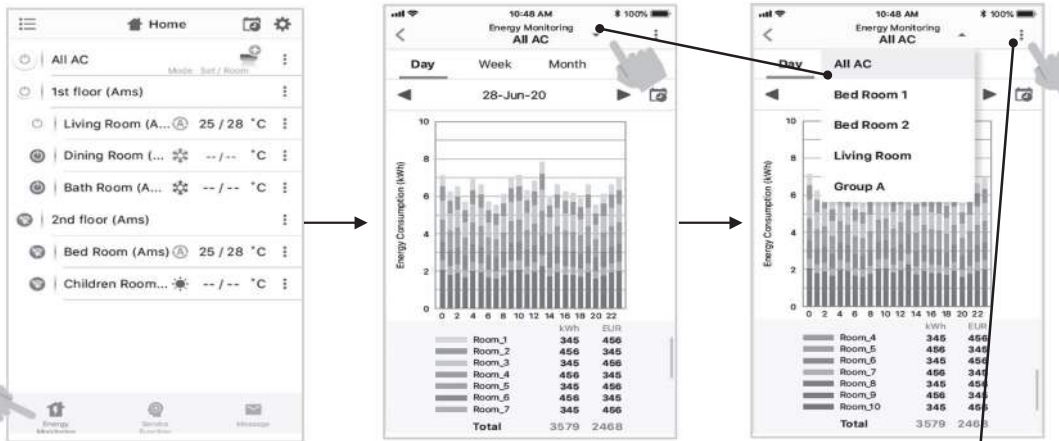 Home
All AC
Mode Set / Room
1st floor (Ams)
Living Room (A... A 25 / 28 °C
Dining Room (... -- / -- °C
Bath Room (A... -- / -- °C
2nd floor (Ams)
Bed Room (Ams) A 25 / 28 °C
Children Room... -- / -- °C
Energy
Monitoring
Service
Function
Message
10:48 AM 100%
Energy Monitoring
All AC
Day Week Month
28-Jun-20
Energy Consumption (kWh)
10
8
6
4
2
0
0 2 4 6 8 10 12 14 16 18 20 22
kWh EUR
Room_1 345 456
Room_2 456 345
Room_3 345 456
Room_4 456 345
Room_5 345 456
Room_6 456 345
Room_7 345 456
Total 3579 2468
10:48 AM 100%
Energy Monitoring
All AC
Day
All AC
Bed Room 1
Bed Room 2
Living Room
Group A
Energy Consumption (kWh)
10
8
6
4
2
0
0 2 4 6 8 10 12 14 16 18 20 22
kWh EUR
Room_4 345 456
Room_5 456 345
Room_6 345 456
Room_7 456 345
Room_8 345 456
Room_9 456 345
Room_10 345 456
Total 3579 2468